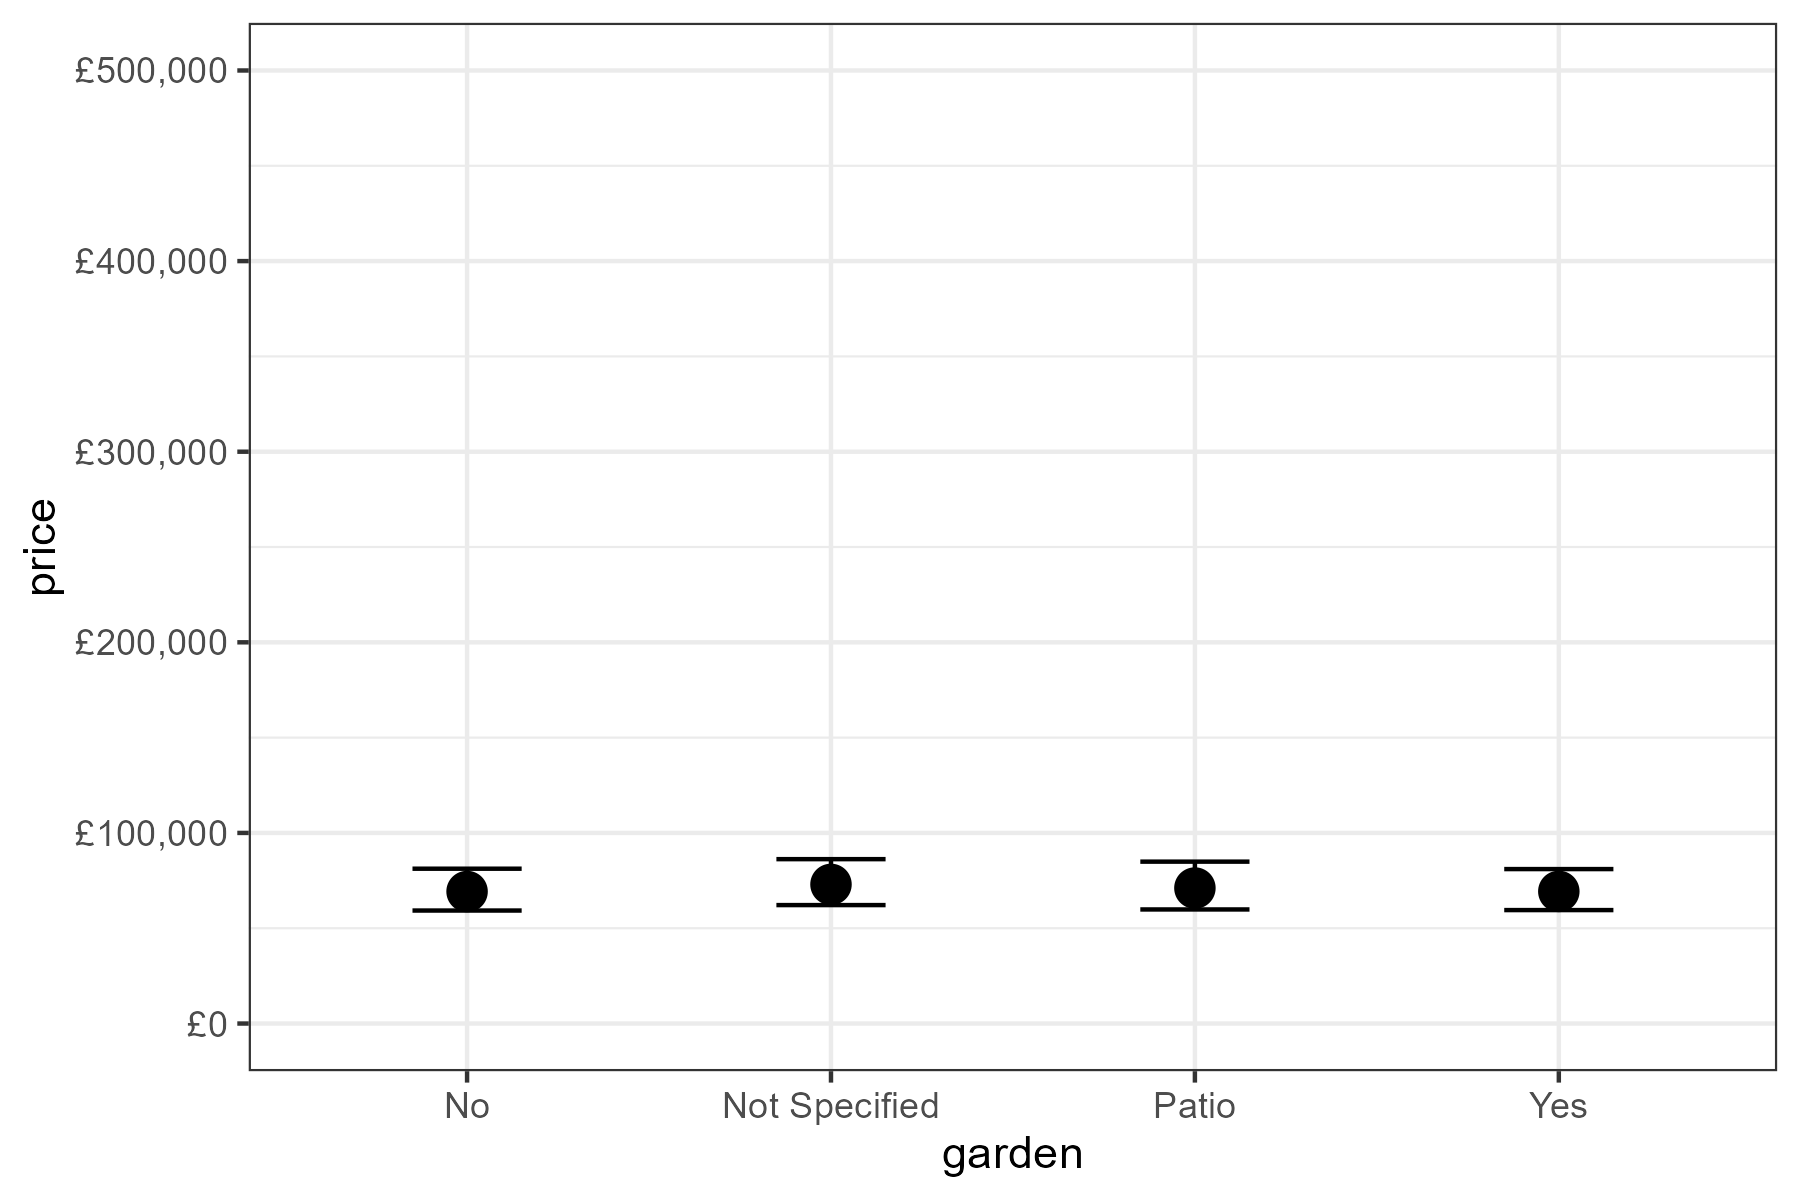 £500,000
£400,000
£300,000
£200,000
£100,000
£0
price
No
Not Specified
Patio
Yes
garden